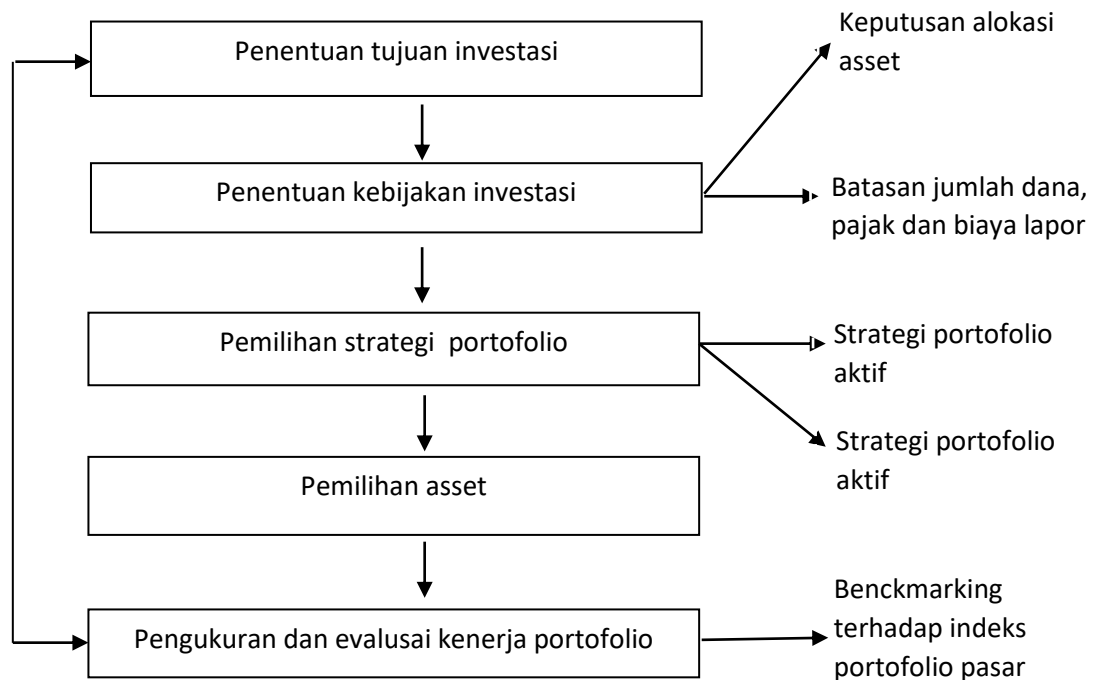 Keputusan alokasi
asset
Penentuan tujuan investasi
Penentuan kebijakan investasi
Batasan jumlah dana,
pajak dan biaya lapor
Pemilihan strategi  portofolio
Strategi portofolio
aktif
Strategi portofolio
aktif
Pemilihan asset
Pengukuran dan evalusai kenerja portofolio
Benckmarking
terhadap indeks
portofolio pasar